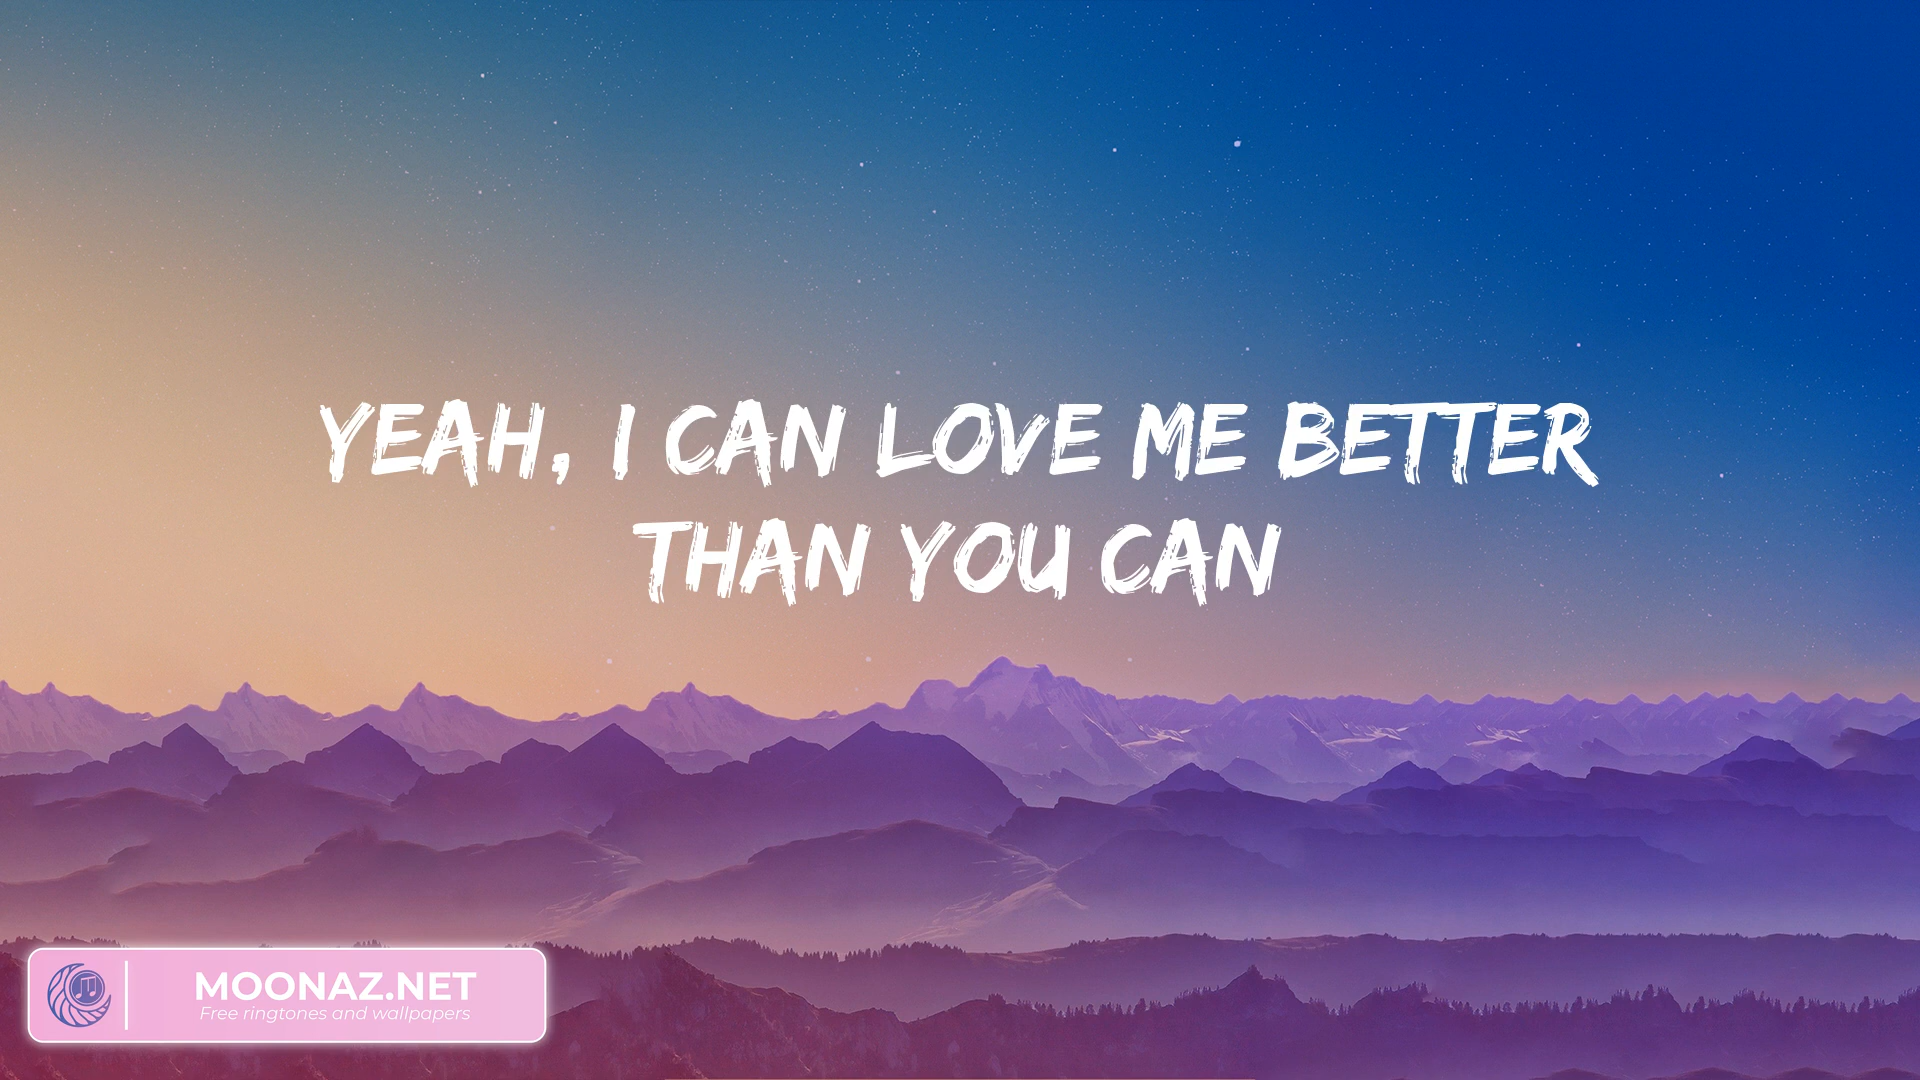 YEAH, I CAN LOVE ME BETTER
THAN YOU CAN
MOONAZ.NET
Free ringtones and wallpapers